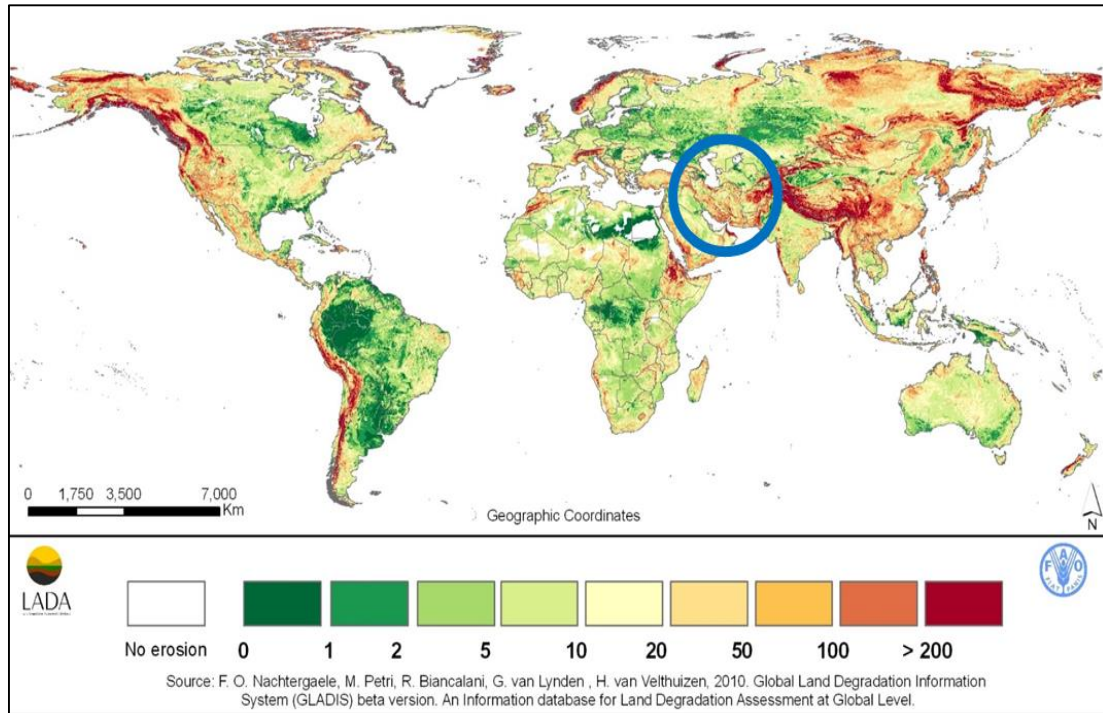 0 1,750 3,500 7,000
Km
Geographic Coordinates
N
LADA
F A O
FIAT PANIS
No erosion 0 1 2 5 10 20 50 100 > 200
Source: F. O. Nachtergaele, M. Petri, R. Biancalani, G. van Lynden , H. van Velthuizen, 2010. Global Land Degradation Information
System (GLADIS) beta version. An Information database for Land Degradation Assessment at Global Level.